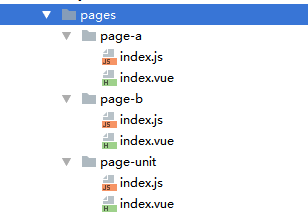 pages
page-a
index.js
index.vue
page-b
index.js
index.vue
page-unit
index.js
index.vue